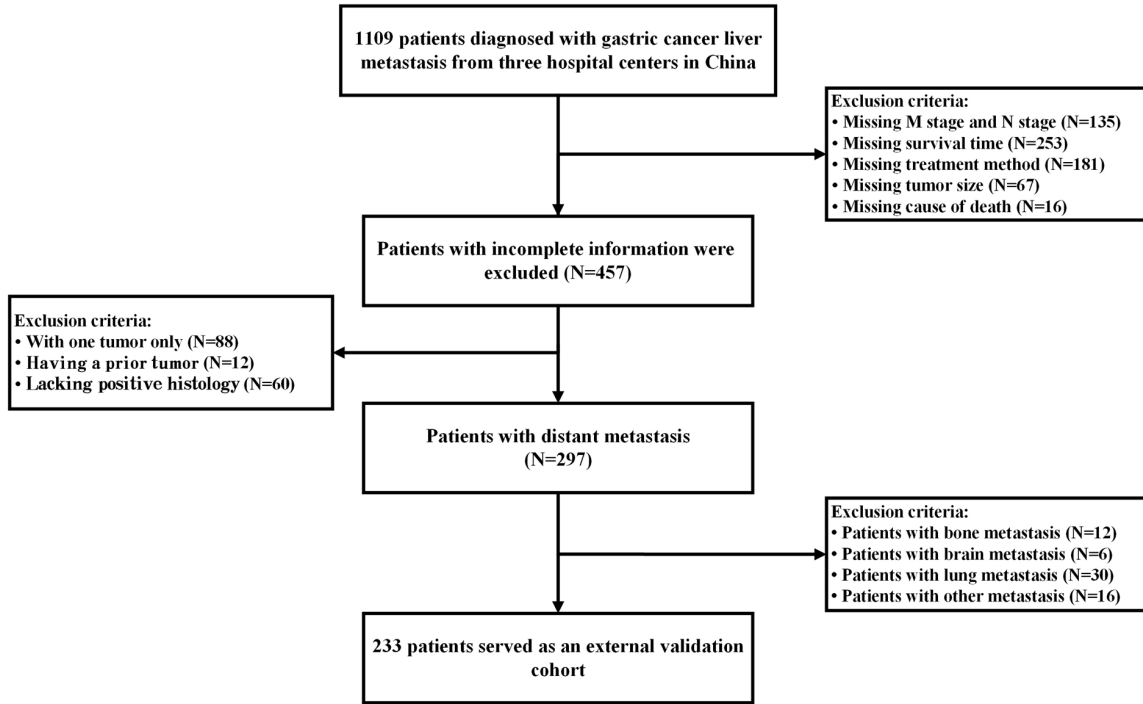 1109 patients diagnosed with gastric cancer liver
metastasis from three hospital centers in China
Exclusion criteria:
• Missing M stage and N stage (N=135)
• Missing survival time (N=253)
• Missing treatment method (N=181)
• Missing tumor size (N=67)
• Missing cause of death (N=16)
Patients with incomplete information were
excluded (N=457)
Exclusion criteria:
• With one tumor only (N=88)
• Having a prior tumor (N=12)
• Lacking positive histology (N=60)
Patients with distant metastasis
(N=297)
Exclusion criteria:
• Patients with bone metastasis (N=12)
• Patients with brain metastasis (N=6)
• Patients with lung metastasis (N=30)
• Patients with other metastasis (N=16)
233 patients served as an external validation
cohort